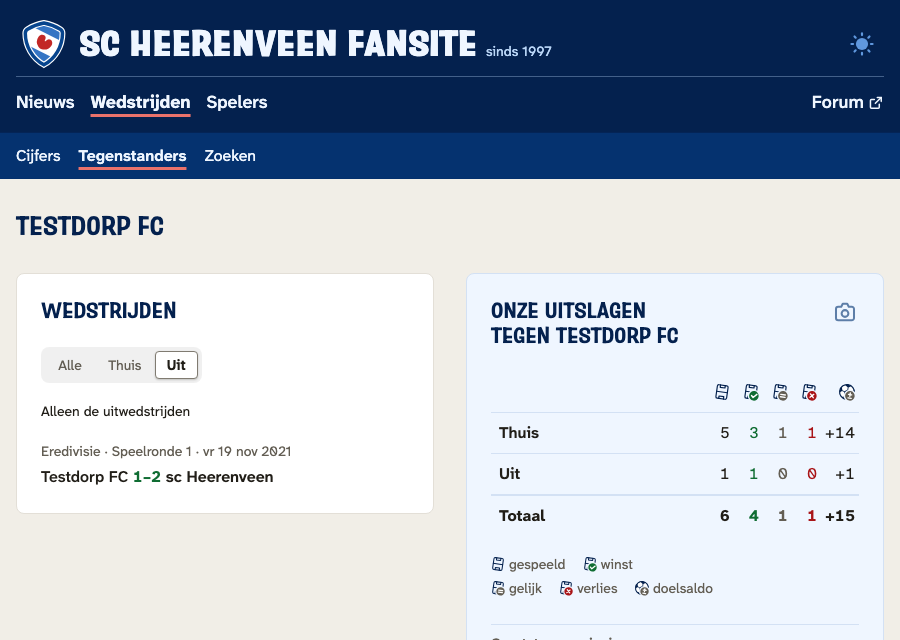 SC HEERENVEEN FANSITE sinds 1997
Nieuws Wedstrijden Spelers Forum
Cijfers Tegenstanders Zoeken
TESTDORP FC
WEDSTRIJDEN
Alle Thuis Uit
Alleen de uitwedstrijden
Eredivisie · Speelronde 1 · vr 19 nov 2021
Testdorp FC 1–2 sc Heerenveen
ONZE UITSLAGEN
TEGEN TESTDORP FC
Thuis 5 3 1 1 +14
Uit 1 1 0 0 +1
Totaal 6 4 1 1 +15
gespeeld winst
gelijk verlies doelsaldo